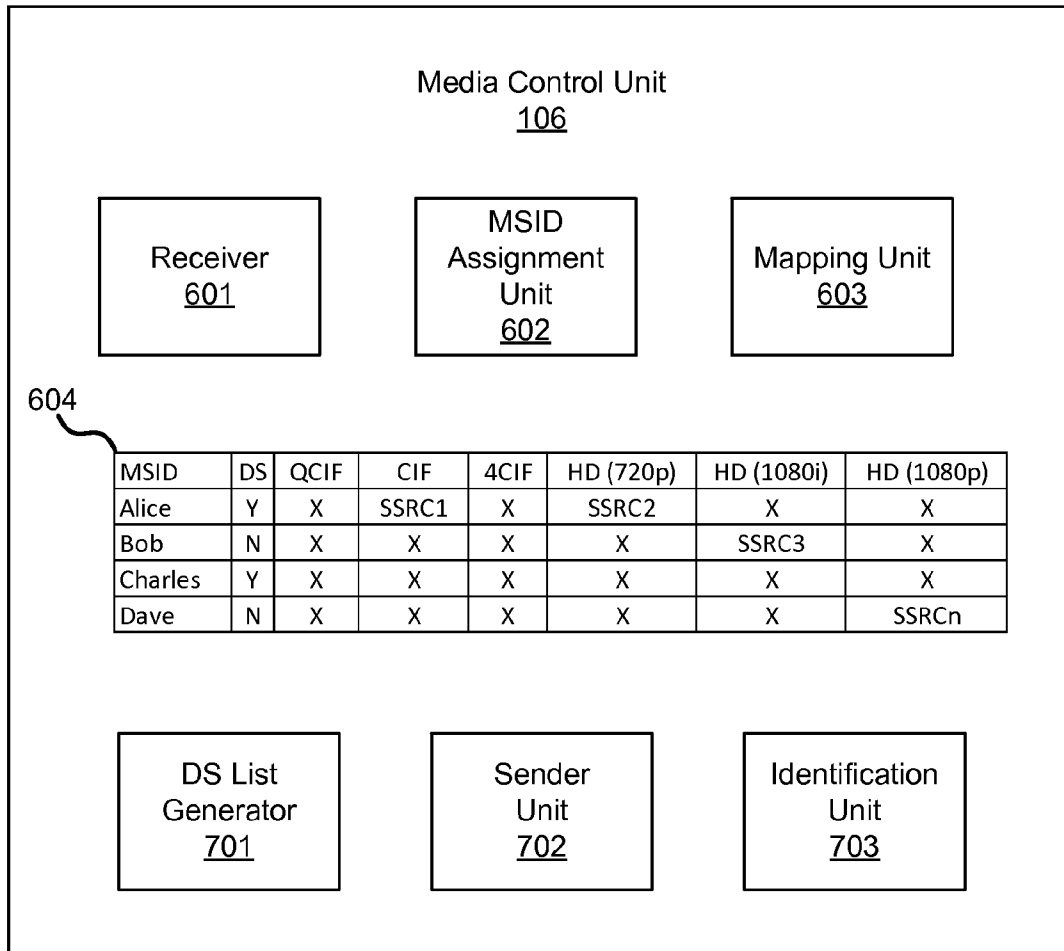 Media Control Unit
106
Receiver
601
MSID
Assignment
Unit
602
Mapping Unit
603
604
MSID DS QCIF CIF 4CIF HD (720p) HD (1080i) HD (1080p)
Alice Y X SSRC1 X SSRC2 X X
Bob N X X X X SSRC3 X
Charles Y X X X X X X
Dave N X X X X X SSRCn
DS List
Generator
701
Sender
Unit
702
Identification
Unit
703